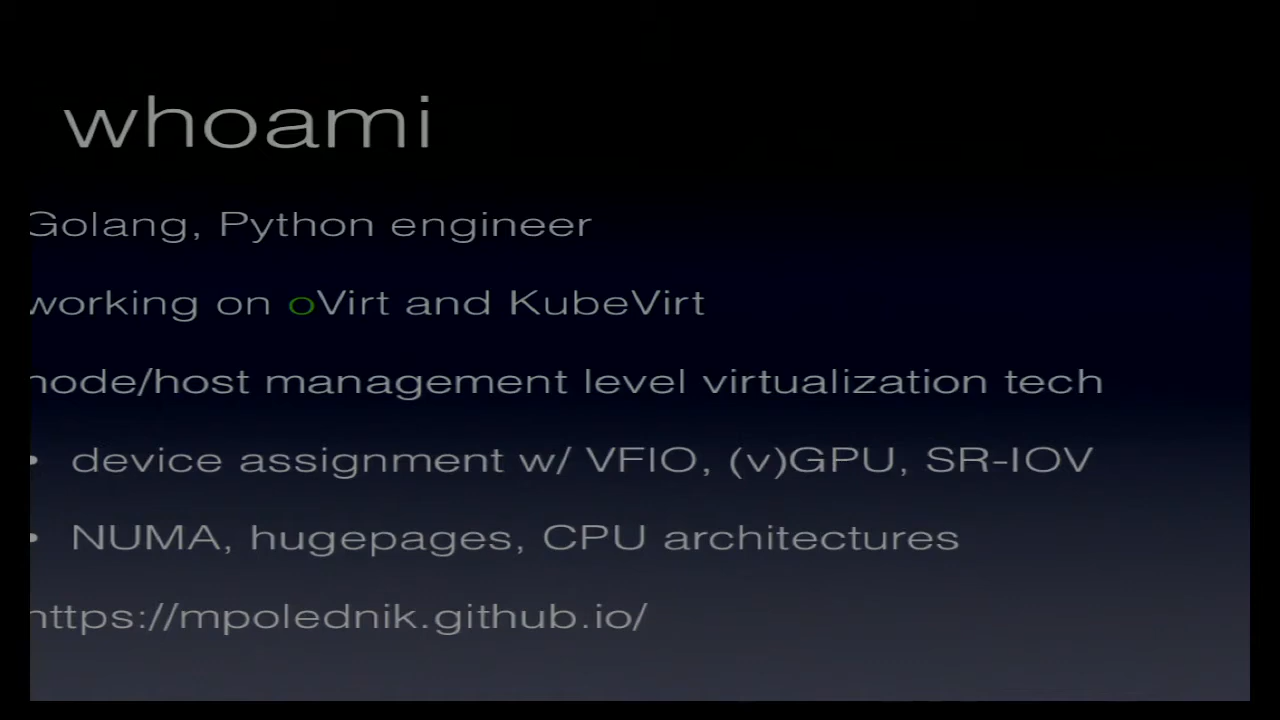 whoami
Golang, Python engineer
working on oVirt and KubeVirt
node/host management level virtualization tech
• device assignment w/ VFIO, (v)GPU, SR-IOV
• NUMA, hugepages, CPU architectures
https://mpolednik.github.io/